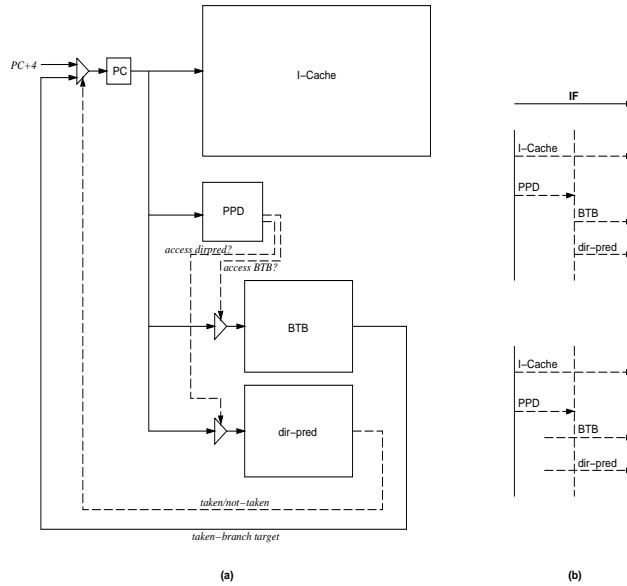 PC+4
PC
I−Cache
PPD
access dirpred?
access BTB?
BTB
dir−pred
taken/not−taken
taken−branch target
(a)
IF
I−Cache
PPD
BTB
dir−pred
I−Cache
PPD
BTB
dir−pred
(b)